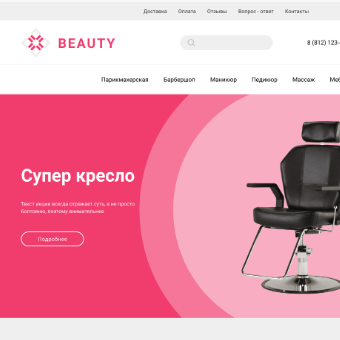 Доставка Оплата Отзывы Вопрос - ответ Контакты
BEAUTY
8 (812) 123-
Парикмахерская Барбершоп Маникюр Педикюр Массаж Ме
Супер кресло
Текст акции всегда отражает суть, а не просто
болтовня, поэтому внимательнее
Подробнее